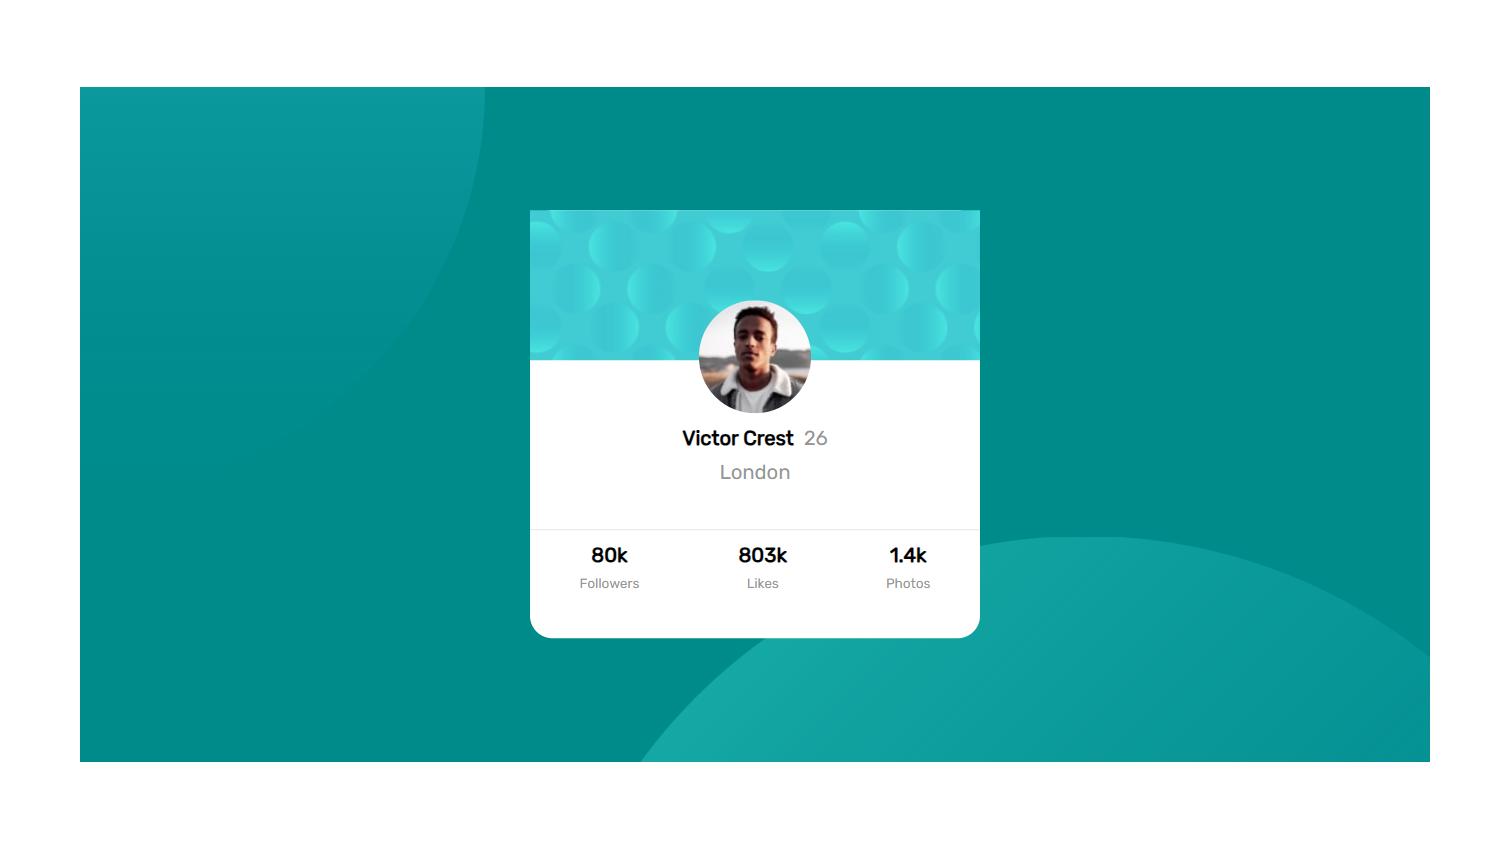 Victor Crest 26
London
80k 803k 1.4k
Followers Likes Photos